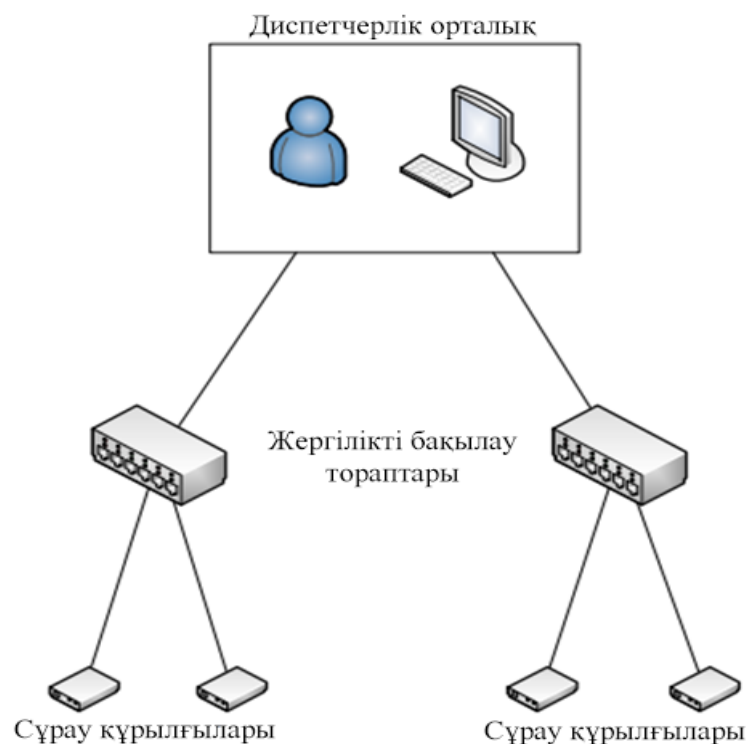 Диспетчерлік орталық
Жергілікті бақылау
тораптары
Сұрау құрылғылары
Сұрау құрылғылары